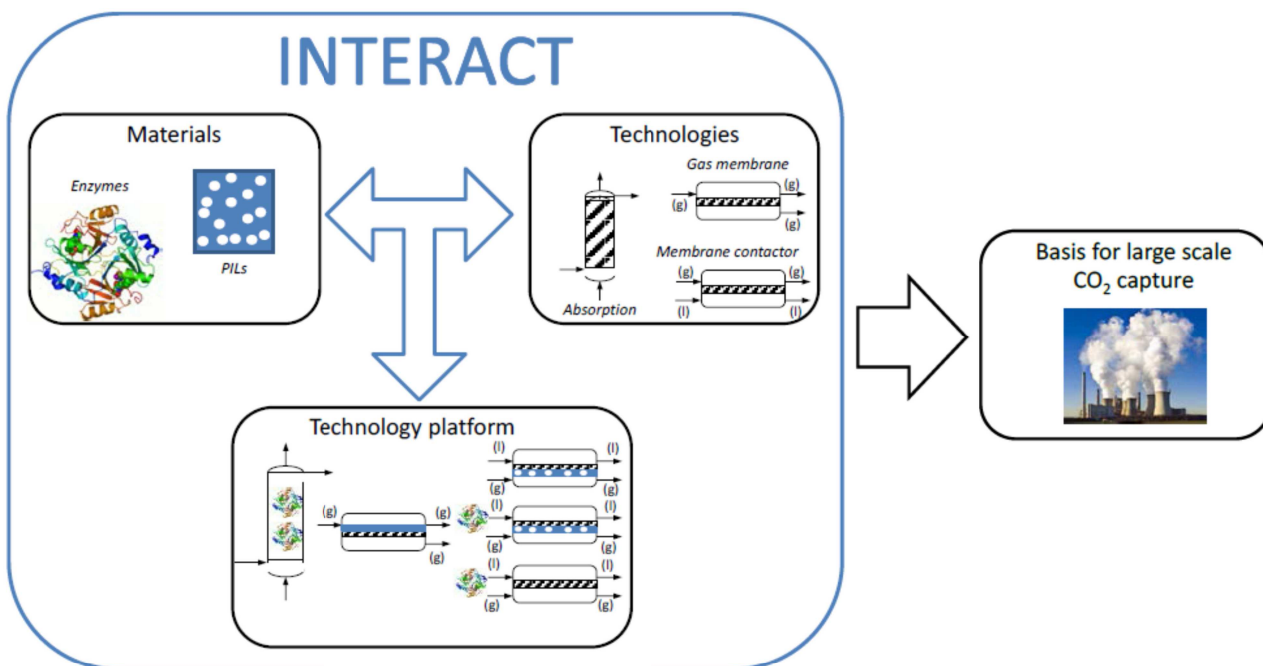 INTERACT
Materials
Enzymes
PILs
Technologies
Gas membrane
(g)
(g)
(g)
Membrane contactor
(g)
(g)
(l)
(l)
Absorption
Technology platform
(g)
(g)
(g)
(l)
(l)
(g)
(g)
(l)
(l)
(g)
(g)
(l)
(l)
(g)
(g)
Basis for large scale
CO₂ capture